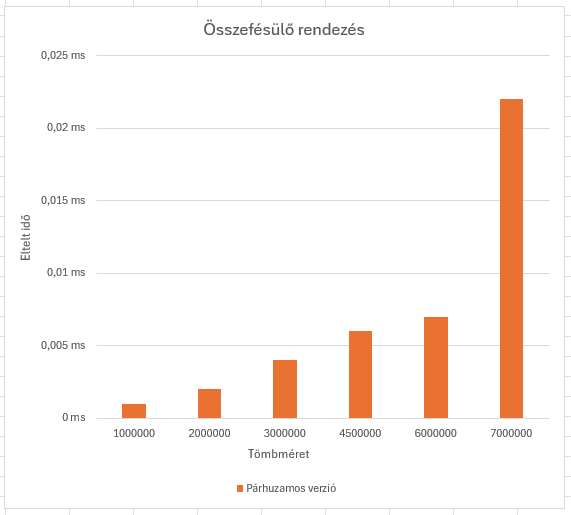 Összefésülő rendezés
0,025 ms
0,02 ms
0,015 ms
0,01 ms
0,005 ms
0 ms
Eltelt idő
1000000 2000000 3000000 4500000 6000000 7000000
Tömbméret
Párhuzamos verzió